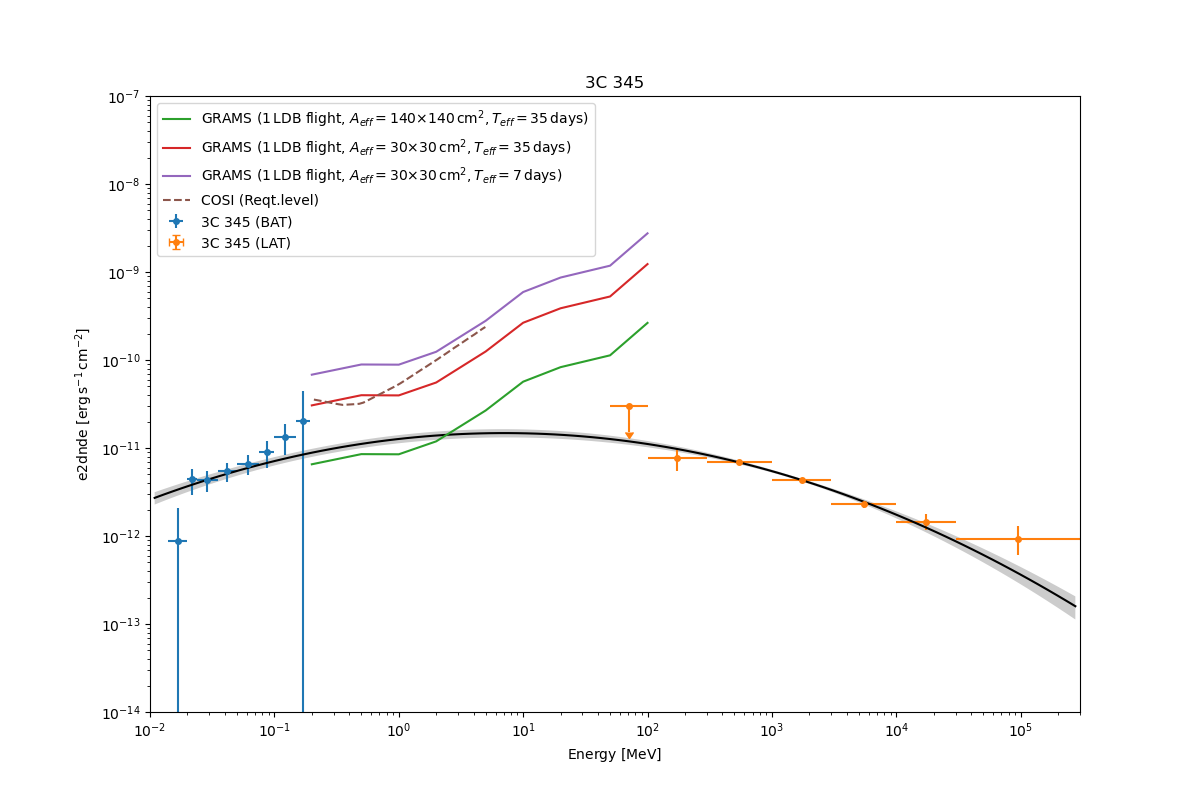 3C 345
10⁻⁷
GRAMS (1 LDB flight, A_eff = 140×140 cm², T_eff = 35 days)
GRAMS (1 LDB flight, A_eff = 30×30 cm², T_eff = 35 days)
GRAMS (1 LDB flight, A_eff = 30×30 cm², T_eff = 7 days)
COSI (Reqt.level)
3C 345 (BAT)
3C 345 (LAT)
10⁻⁸
10⁻⁹
10⁻¹⁰
10⁻¹¹
10⁻¹²
10⁻¹³
10⁻¹⁴
e2dnde [erg s⁻¹ cm⁻²]
10⁻² 10⁻¹ 10⁰ 10¹ 10² 10³ 10⁴ 10⁵
Energy [MeV]